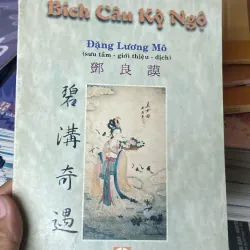 Bích Câu Kỳ Ngộ
Đặng Lương Mô
(sưu tầm - giới thiệu - dịch)
鄧良謨
碧溝奇遇